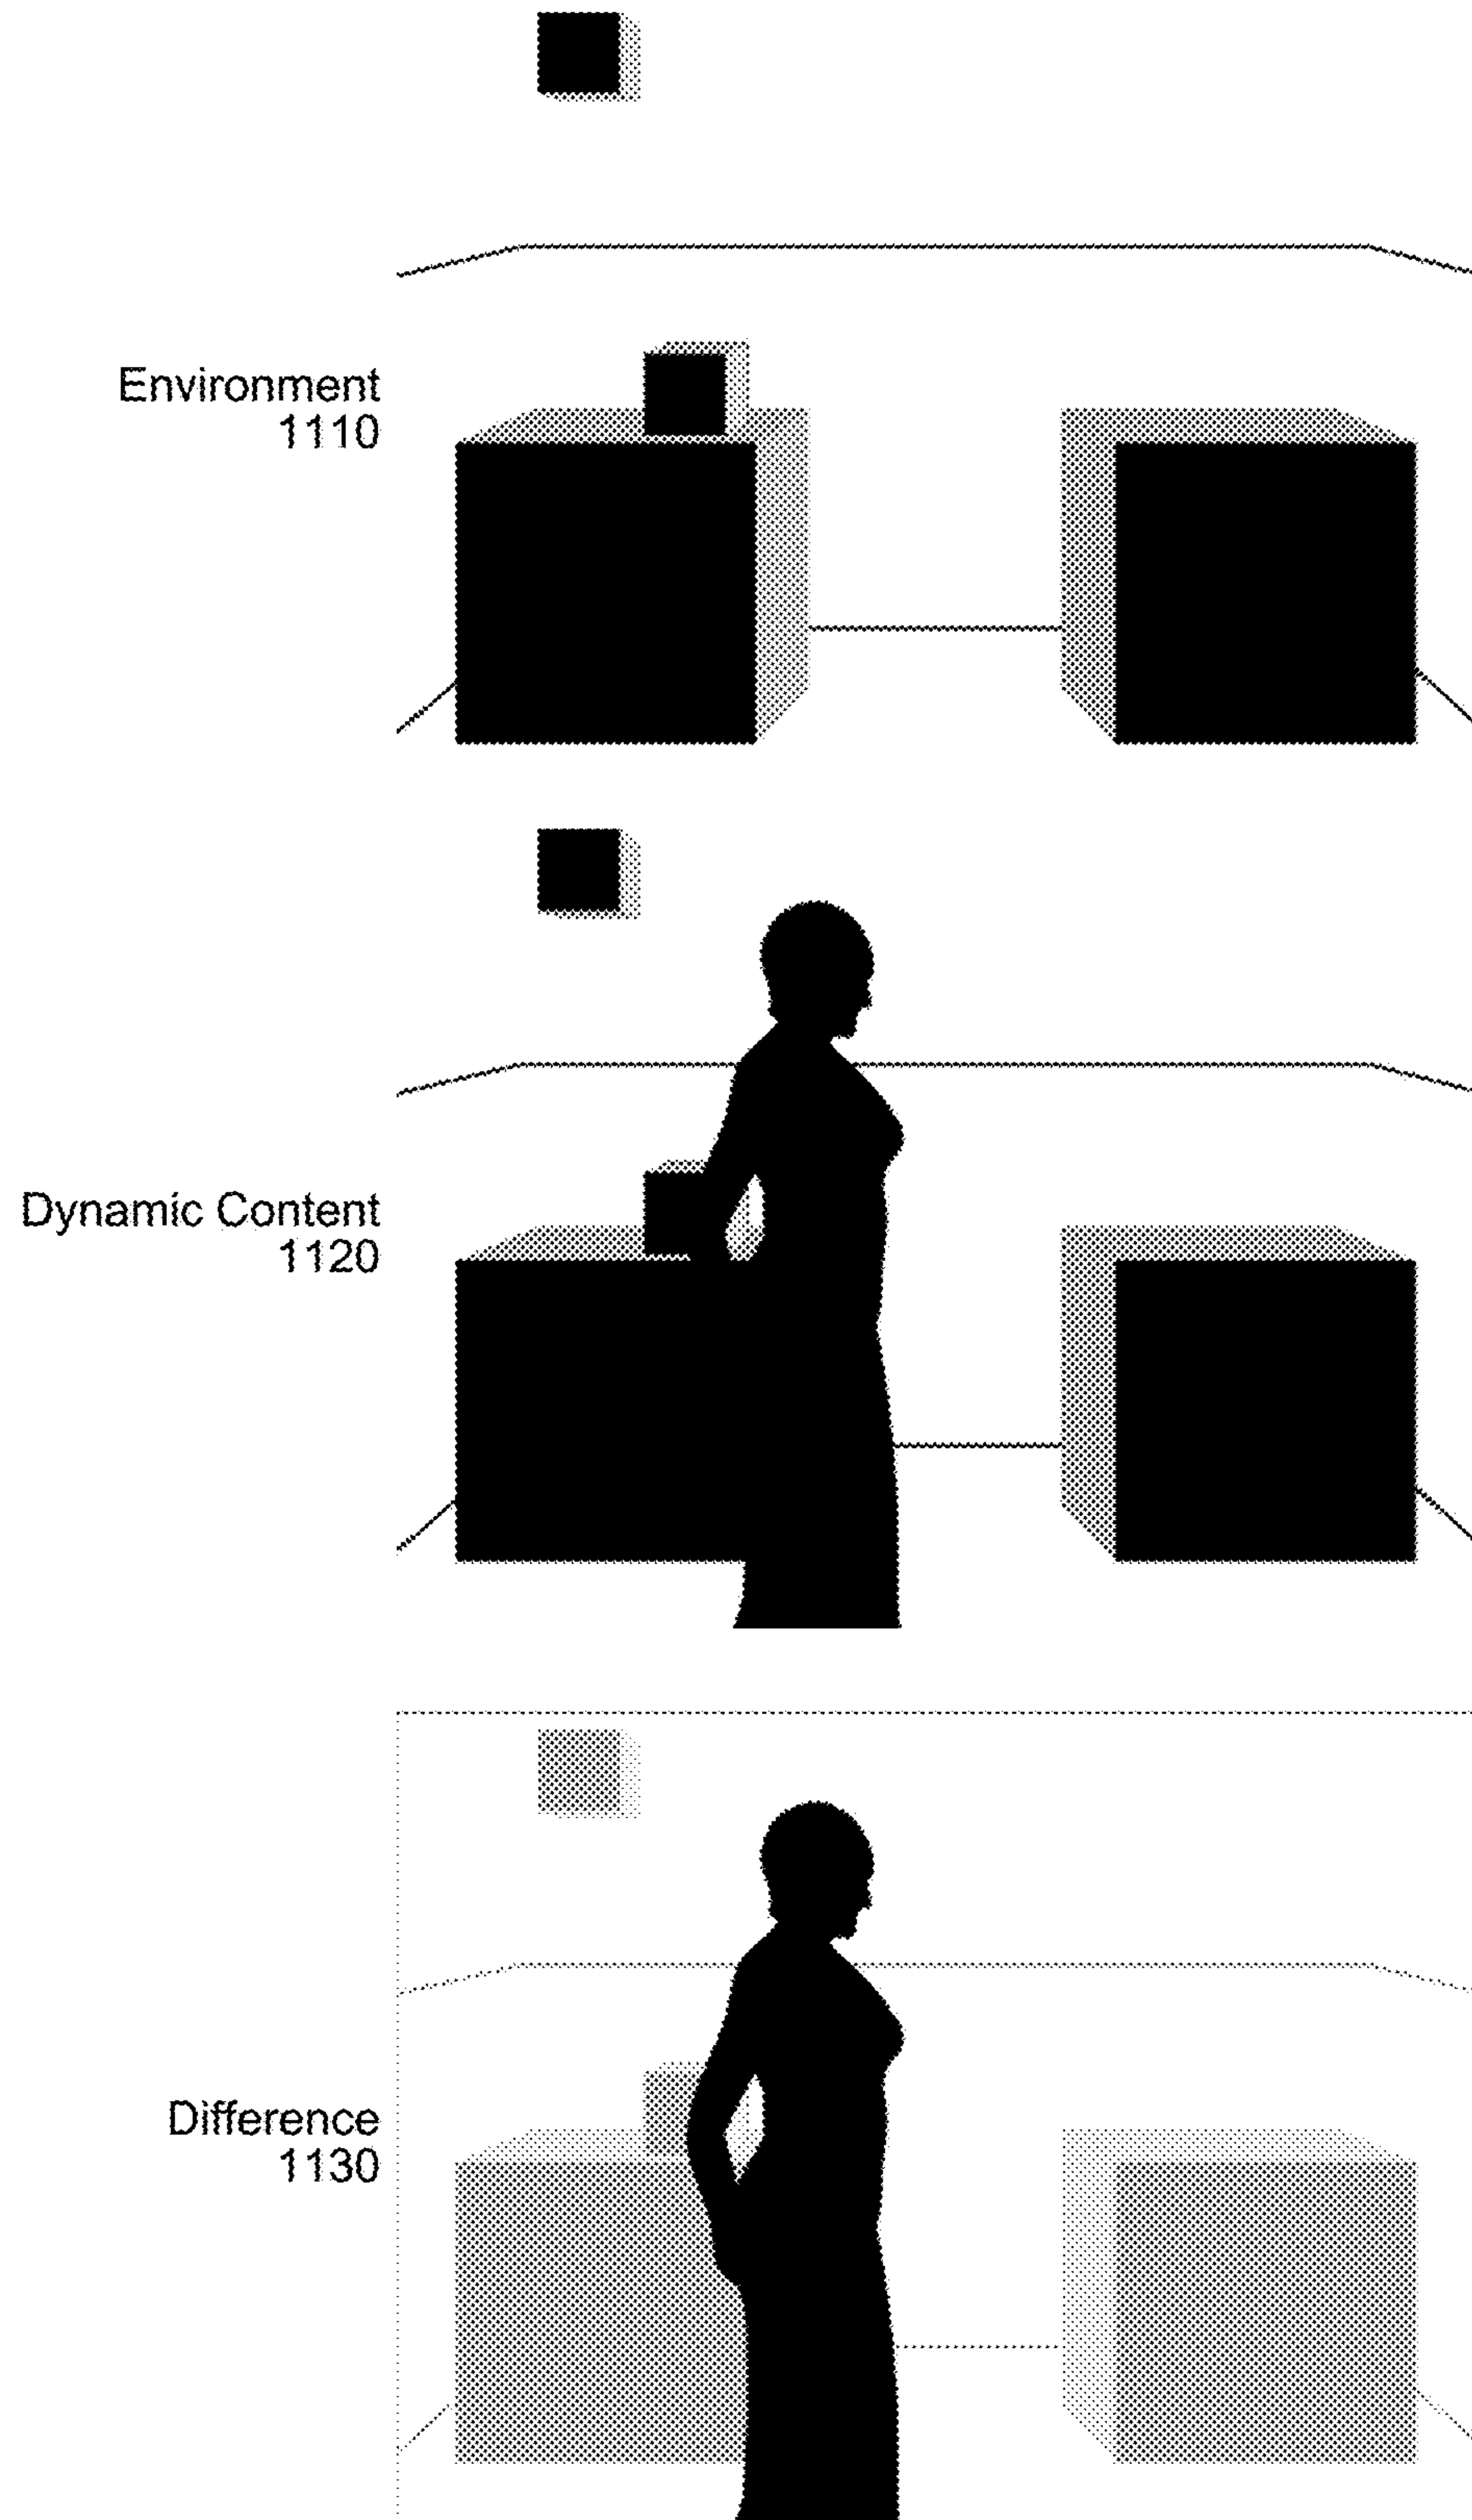 Environment
1110
Dynamic Content
1120
Difference
1130